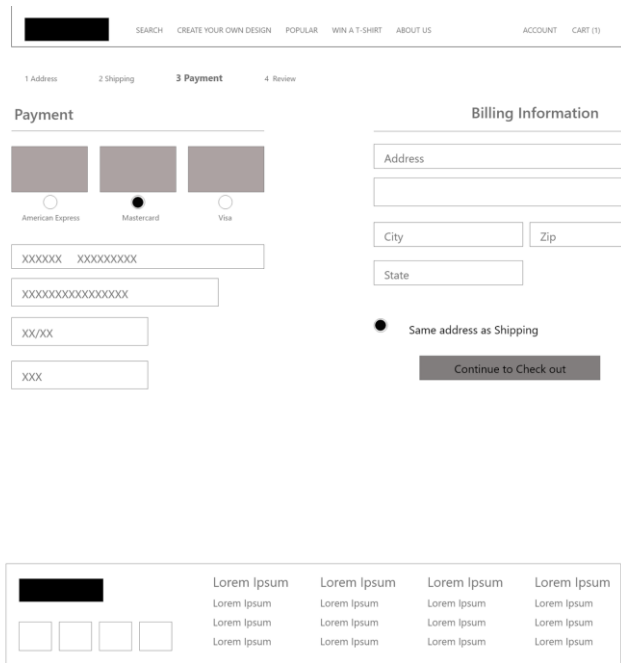 SEARCH CREATE YOUR OWN DESIGN POPULAR WIN A T-SHIRT ABOUT US ACCOUNT CART (1)
1 Address 2 Shipping 3 Payment 4 Review
Payment
American Express Mastercard Visa
XXXXXX XXXXXXXXX
XXXXXXXXXXXXXXXX
XX/XX
XXX
Billing Information
Address
City Zip
State
Same address as Shipping
Continue to Check out
Lorem Ipsum Lorem Ipsum Lorem Ipsum Lorem Ipsum
Lorem Ipsum Lorem Ipsum Lorem Ipsum Lorem Ipsum
Lorem Ipsum Lorem Ipsum Lorem Ipsum Lorem Ipsum
Lorem Ipsum Lorem Ipsum Lorem Ipsum Lorem Ipsum